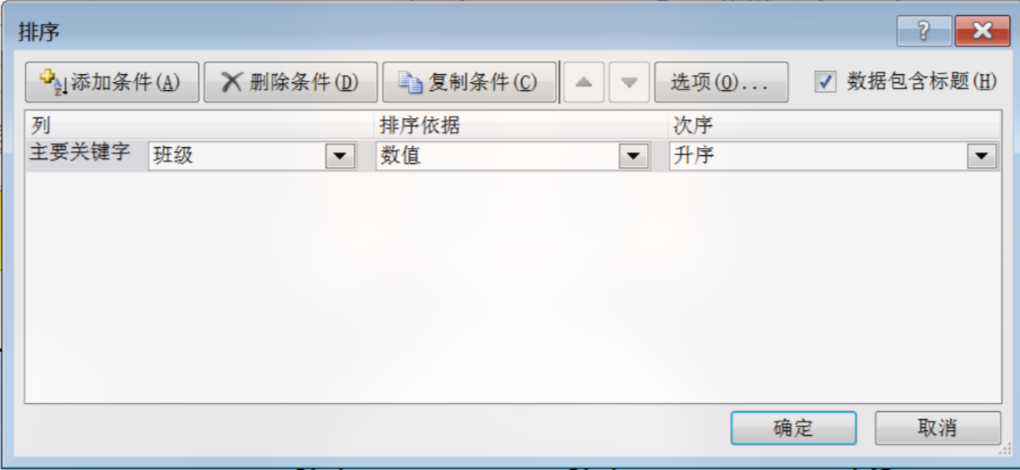 排序
添加条件(A) 删除条件(D) 复制条件(C) 选项(O)... 数据包含标题(H)
列 排序依据 次序
主要关键字 班级 数值 升序
确定 取消